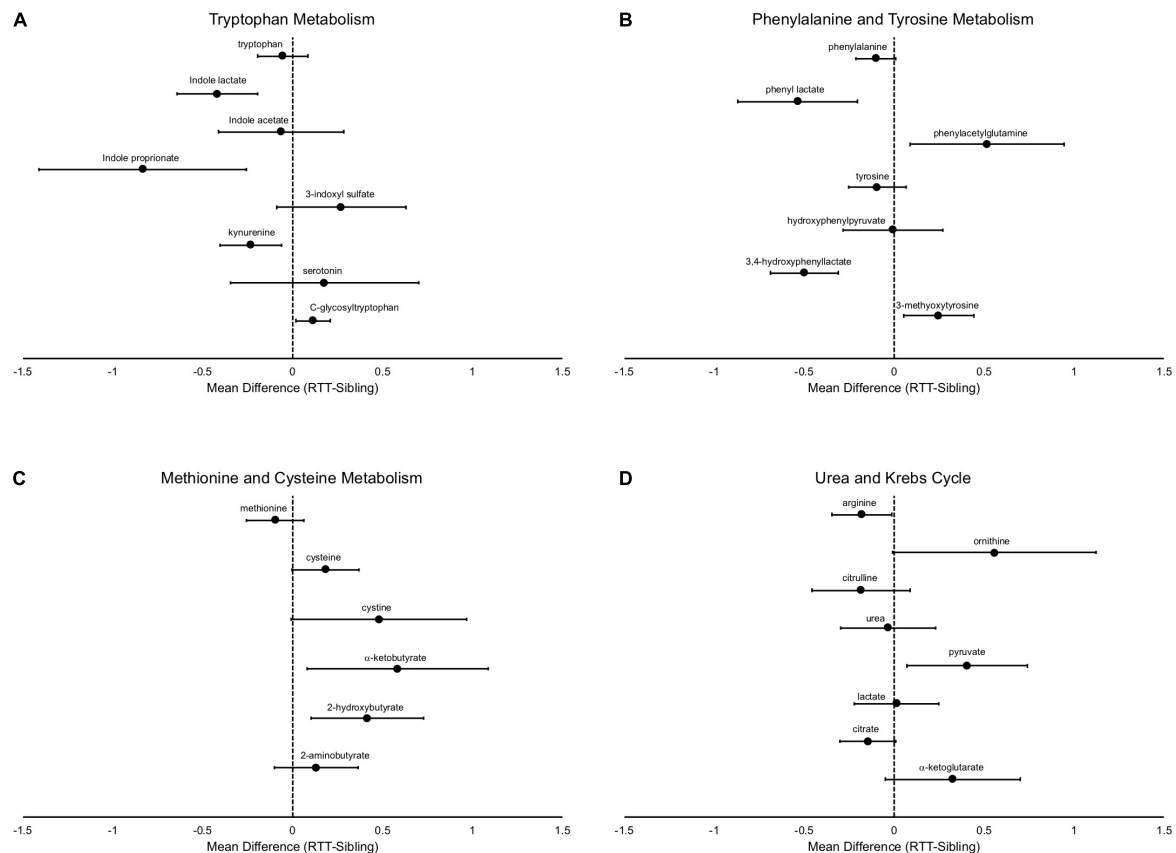 A
Tryptophan Metabolism
tryptophan
Indole lactate
Indole acetate
Indole proprionate
3-indoxyl sulfate
kynurenine
serotonin
C-glycosyltryptophan
-1.5 -1 -0.5 0 0.5 1 1.5
Mean Difference (RTT-Sibling)
B
Phenylalanine and Tyrosine Metabolism
phenylalanine
phenyl lactate
phenylacetylglutamine
tyrosine
hydroxyphenylpyruvate
3,4-hydroxyphenyllactate
3-methyoxytyrosine
-1.5 -1 -0.5 0 0.5 1 1.5
Mean Difference (RTT-Sibling)
C
Methionine and Cysteine Metabolism
methionine
cysteine
cystine
α-ketobutyrate
2-hydroxybutyrate
2-aminobutyrate
-1.5 -1 -0.5 0 0.5 1 1.5
Mean Difference (RTT-Sibling)
D
Urea and Krebs Cycle
arginine
ornithine
citrulline
urea
pyruvate
lactate
citrate
α-ketoglutarate
-1.5 -1 -0.5 0 0.5 1 1.5
Mean Difference (RTT-Sibling)